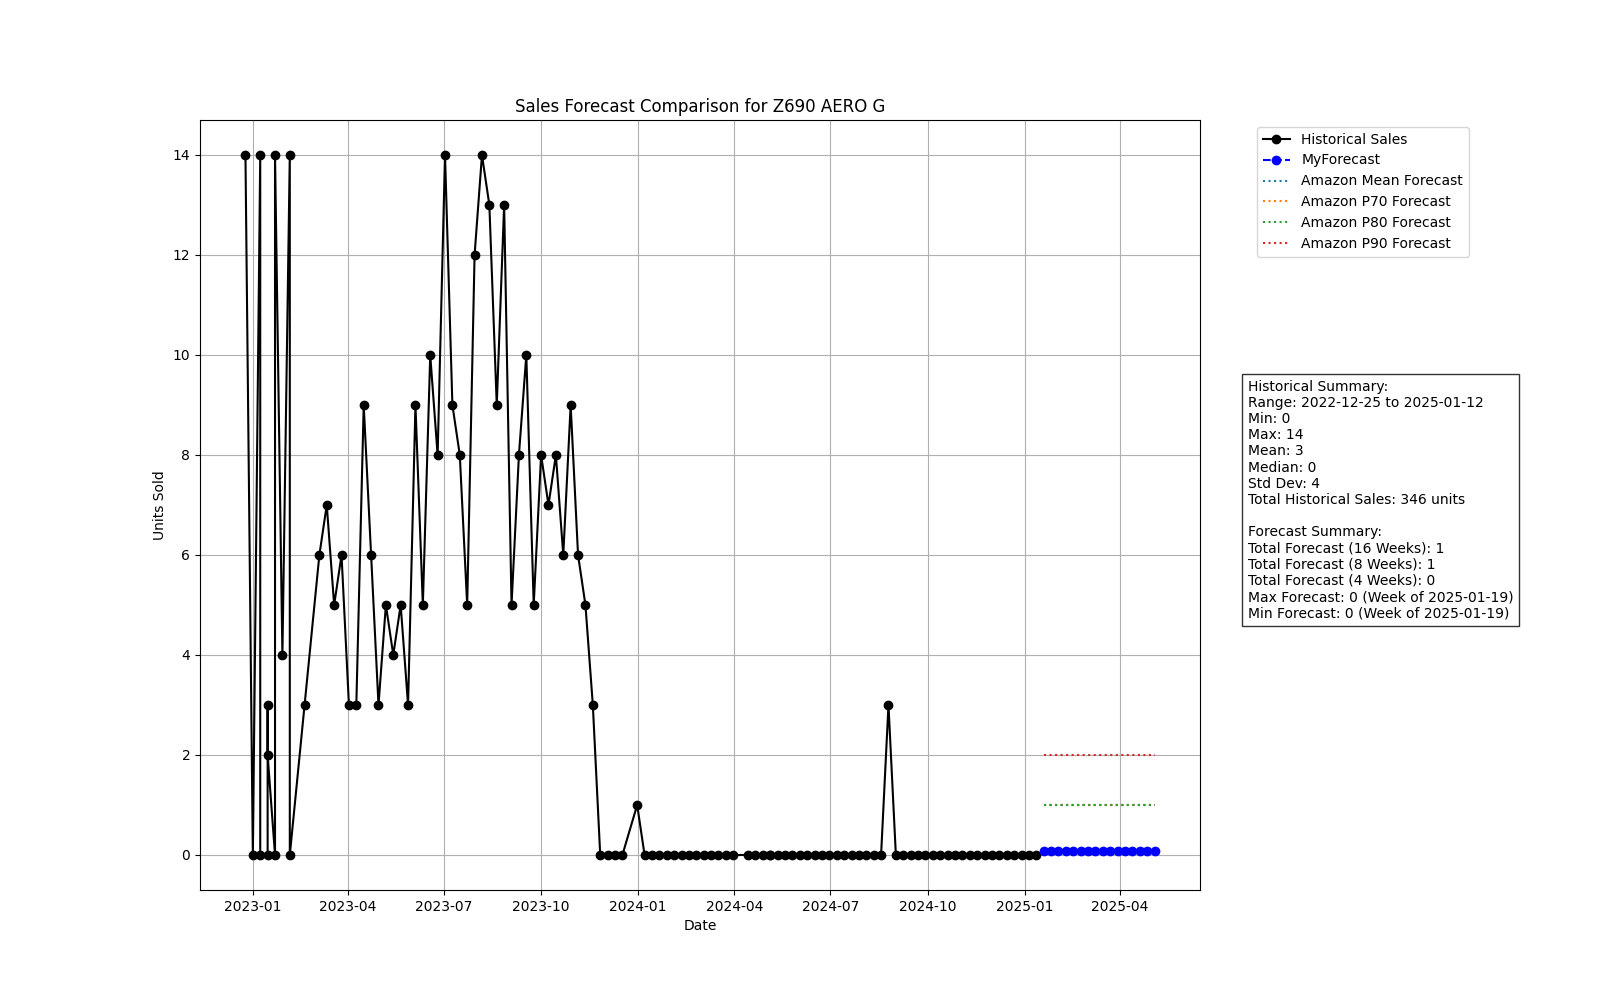 Sales Forecast Comparison for Z690 AERO G
14
12
10
8
6
4
2
0
Units Sold
2023-01
2023-04
2023-07
2023-10
2024-01
2024-04
2024-07
2024-10
2025-01
2025-04
Date
Historical Sales
MyForecast
Amazon Mean Forecast
Amazon P70 Forecast
Amazon P80 Forecast
Amazon P90 Forecast
Historical Summary:
Range: 2022-12-25 to 2025-01-12
Min: 0
Max: 14
Mean: 3
Median: 0
Std Dev: 4
Total Historical Sales: 346 units
Forecast Summary:
Total Forecast (16 Weeks): 1
Total Forecast (8 Weeks): 1
Total Forecast (4 Weeks): 0
Max Forecast: 0 (Week of 2025-01-19)
Min Forecast: 0 (Week of 2025-01-19)